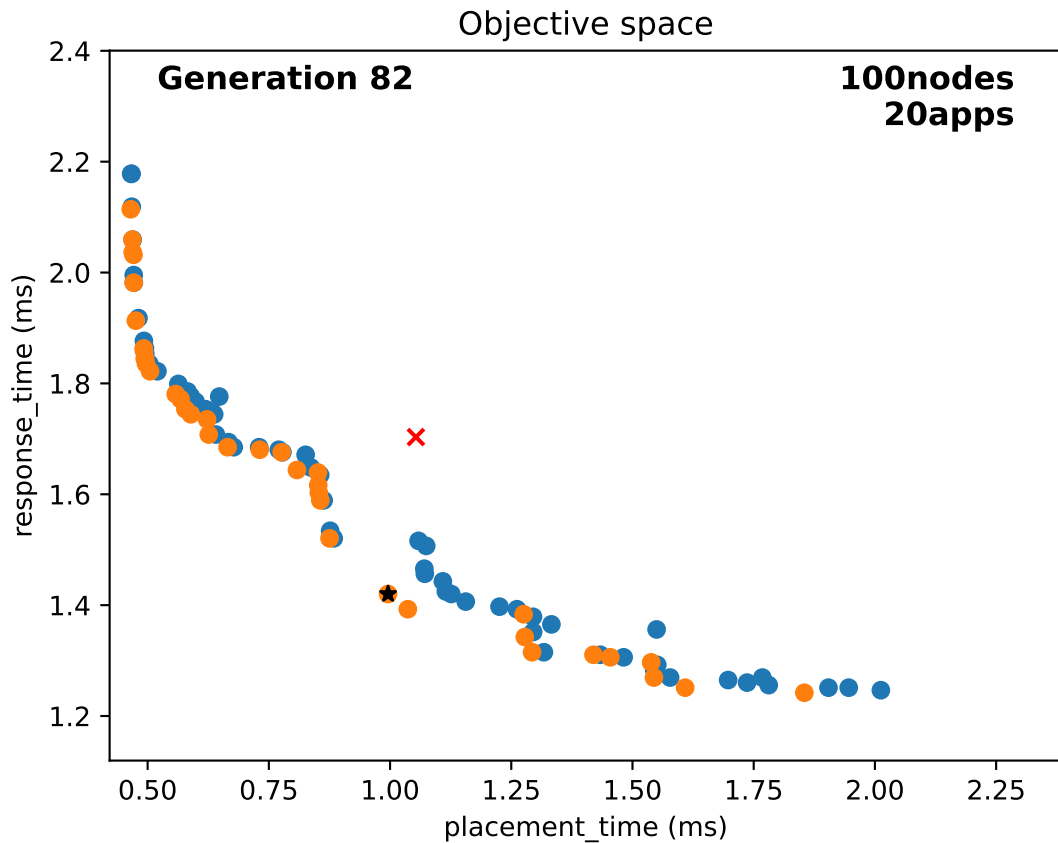 Objective space
Generation 82
100nodes
20apps
response_time (ms)
2.4
2.2
2.0
1.8
1.6
1.4
1.2
0.50 0.75 1.00 1.25 1.50 1.75 2.00 2.25
placement_time (ms)